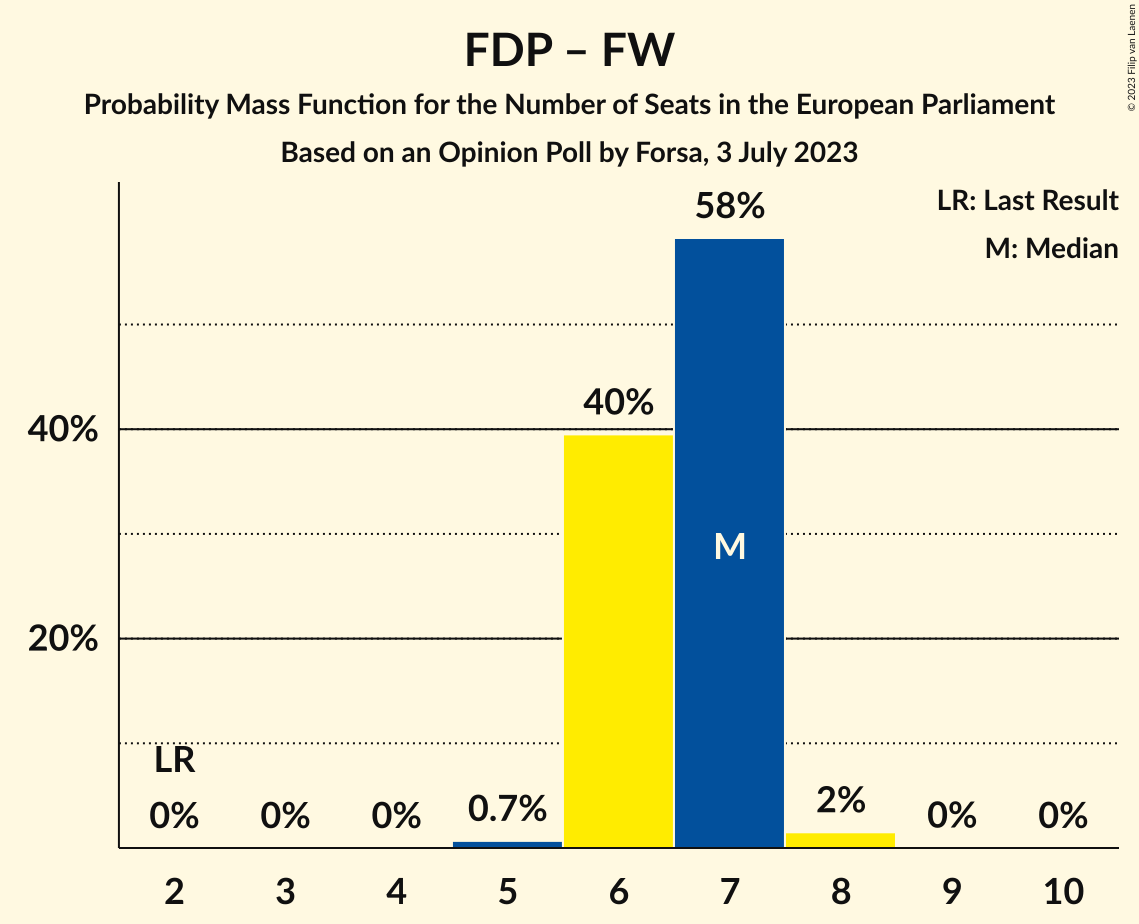 FDP – FW
Probability Mass Function for the Number of Seats in the European Parliament
Based on an Opinion Poll by Forsa, 3 July 2023
© 2023 Filip van Laenen
LR: Last Result
M: Median
58%
40%
40%
M
20%
LR
0%
0%
0%
0.7%
2%
0%
0%
2
3
4
5
6
7
8
9
10